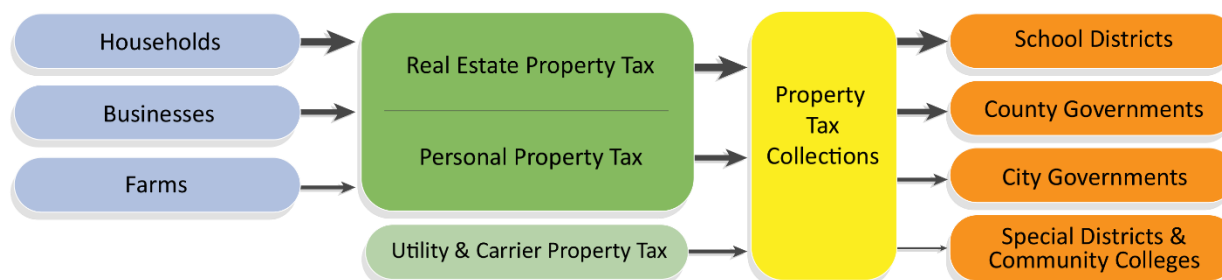 Households
Businesses
Farms
Real Estate Property Tax
Personal Property Tax
Utility & Carrier Property Tax
Property
Tax
Collections
School Districts
County Governments
City Governments
Special Districts &
Community Colleges